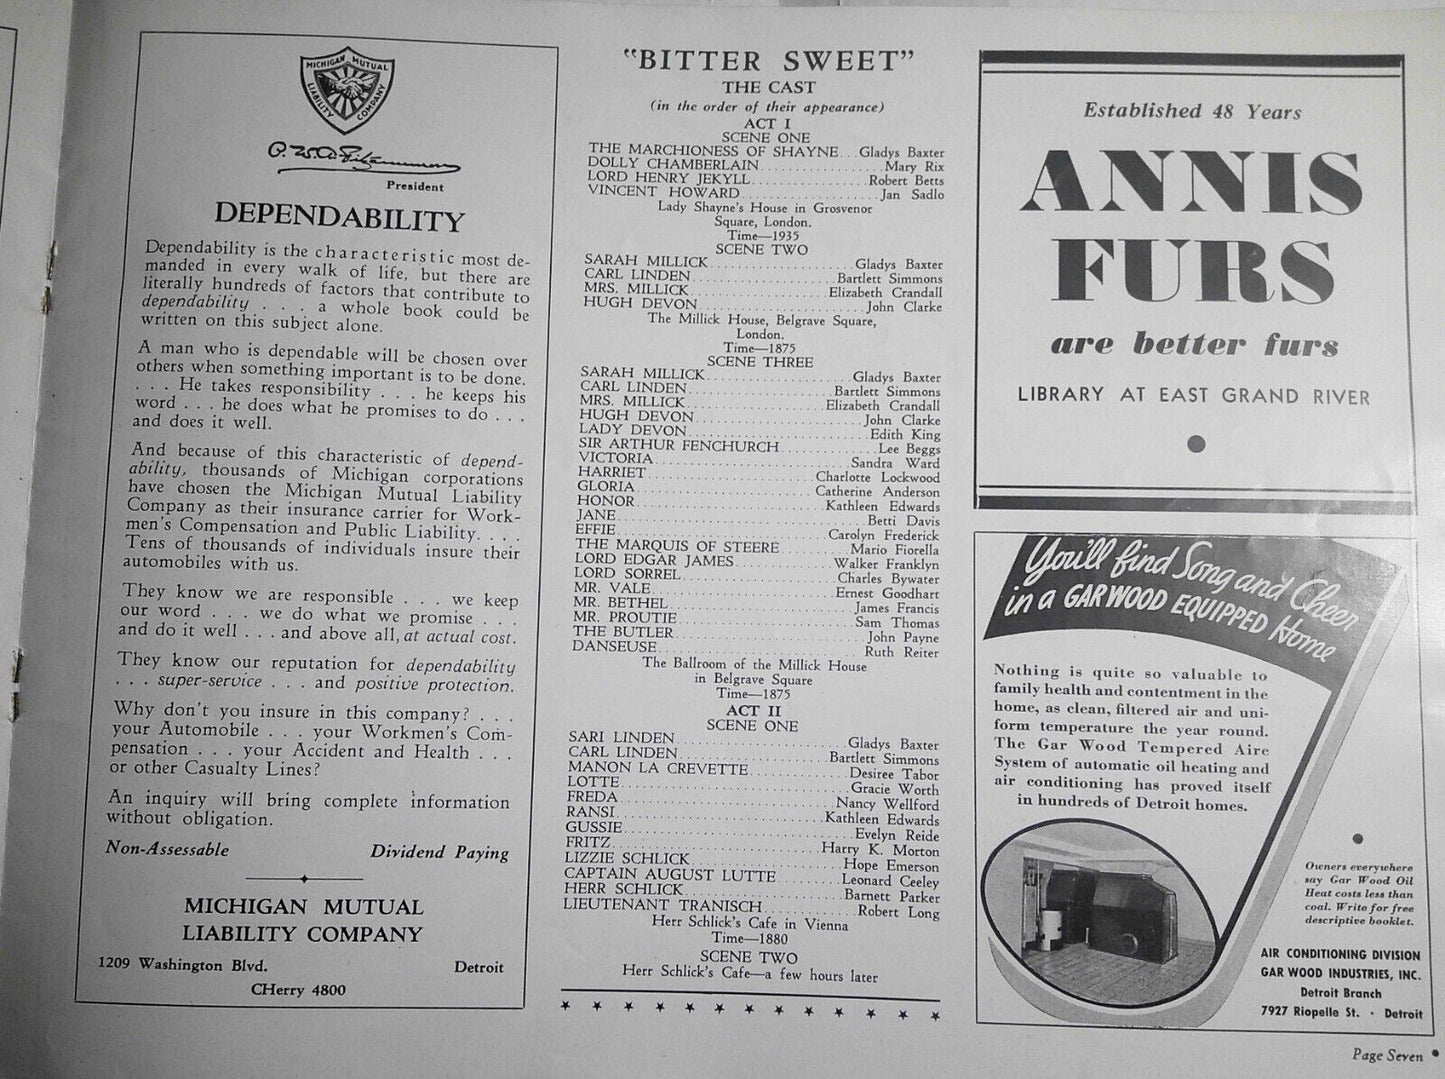 MICHIGAN MUTUAL
LIABILITY COMPANY
President
DEPENDABILITY
Dependability is the characteristic most de-
manded in every walk of life, but there are
literally hundreds of factors that contribute to
dependability . . . a whole book could be
written on this subject alone.
A man who is dependable will be chosen over
others when something important is to be done.
. . . He takes responsibility . . . he keeps his
word . . . he does what he promises to do . . .
and does it well.
And because of this characteristic of depend-
ability, thousands of Michigan corporations
have chosen the Michigan Mutual Liability
Company as their insurance carrier for Work-
men's Compensation and Public Liability. . . .
Tens of thousands of individuals insure their
automobiles with us.
They know we are responsible . . . we keep
our word . . . we do what we promise . . .
and do it well . . . and above all, at actual cost.
They know our reputation for dependability
. . . super-service . . . and positive protection.
Why don't you insure in this company? . . .
your Automobile . . . your Workmen's Com-
pensation . . . your Accident and Health . . .
or other Casualty Lines?
An inquiry will bring complete information
without obligation.
Non-Assessable Dividend Paying
MICHIGAN MUTUAL
LIABILITY COMPANY
1209 Washington Blvd. Detroit
CHerry 4800
"BITTER SWEET"
THE CAST
(in the order of their appearance)
ACT I
SCENE ONE
THE MARCHIONESS OF SHAYNE...Gladys Baxter
DOLLY CHAMBERLAIN...Mary Rix
LORD HENRY JEKYLL...Robert Betts
VINCENT HOWARD...Jan Sadlo
Lady Shayne's House in Grosvenor
Square, London.
Time—1935
SCENE TWO
SARAH MILLICK...Gladys Baxter
CARL LINDEN...Bartlett Simmons
MRS. MILLICK...Elizabeth Crandall
HUGH DEVON...John Clarke
The Millick House, Belgrave Square,
London.
Time—1875
SCENE THREE
SARAH MILLICK...Gladys Baxter
CARL LINDEN...Bartlett Simmons
MRS. MILLICK...Elizabeth Crandall
HUGH DEVON...John Clarke
LADY DEVON...Edith King
SIR ARTHUR FENCHURCH...Lee Beggs
VICTORIA...Sandra Ward
HARRIET...Charlotte Lockwood
GLORIA...Catherine Anderson
HONOR...Kathleen Edwards
JANE...Betti Davis
EFFIE...Carolyn Frederick
THE MARQUIS OF STEERE...Mario Fiorella
LORD EDGAR JAMES...Walker Franklyn
LORD SORREL...Charles Bywater
MR. VALE...Ernest Goodhart
MR. BETHEL...James Francis
MR. PROUTIE...Sam Thomas
THE BUTLER...John Payne
DANSEUSE...Ruth Reiter
The Ballroom of the Millick House
in Belgrave Square
Time—1875
ACT II
SCENE ONE
SARI LINDEN...Gladys Baxter
CARL LINDEN...Bartlett Simmons
MANON LA CREVETTE...Desiree Tabor
LOTTE...Gracie Worth
FREDA...Nancy Wellford
RANSI...Kathleen Edwards
GUSSIE...Evelyn Reide
FRITZ...Harry K. Morton
LIZZIE SCHLICK...Hope Emerson
CAPTAIN AUGUST LUTTE...Leonard Ceeley
HERR SCHLICK...Barnett Parker
LIEUTENANT TRANISCH...Robert Long
Herr Schlick's Cafe in Vienna
Time—1880
SCENE TWO
Herr Schlick's Cafe—a few hours later
Established 48 Years
ANNIS
FURS
are better furs
LIBRARY AT EAST GRAND RIVER
You'll find Song and Cheer
in a GAR WOOD EQUIPPED Home
Nothing is quite so valuable to
family health and contentment in the
home, as clean, filtered air and uni-
form temperature the year round.
The Gar Wood Tempered Aire
System of automatic oil heating and
air conditioning has proved itself
in hundreds of Detroit homes.
Owners everywhere
say Gar Wood Oil
Heat costs less than
coal. Write for free
descriptive booklet.
AIR CONDITIONING DIVISION
GAR WOOD INDUSTRIES, INC.
Detroit Branch
7927 Riopelle St. · Detroit
Page Seven